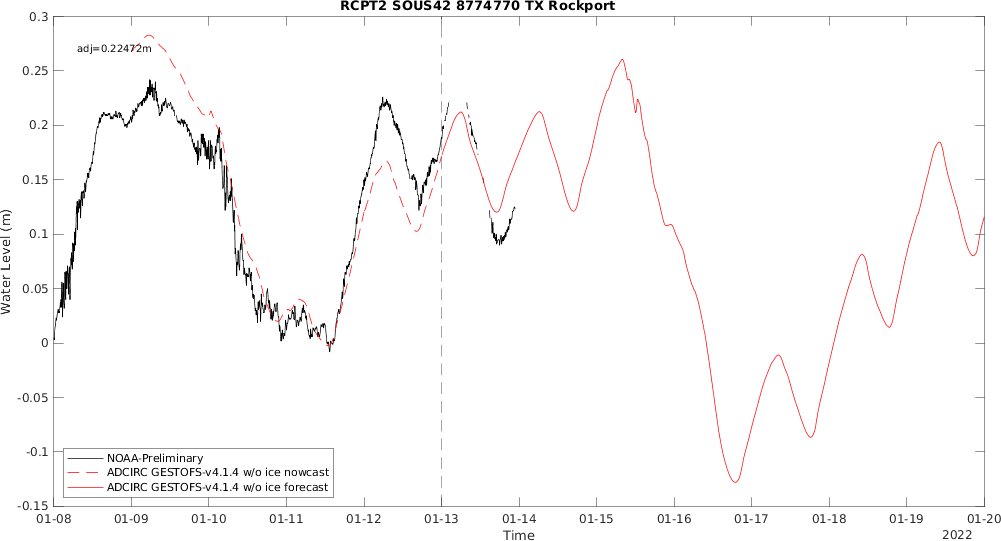 RCPT2 SOUS42 8774770 TX Rockport
0.3
0.25
0.2
0.15
0.1
0.05
0
-0.05
-0.1
-0.15
Water Level (m)
adj=0.22472m
NOAA-Preliminary
ADCIRC GESTOFS-v4.1.4 w/o ice nowcast
ADCIRC GESTOFS-v4.1.4 w/o ice forecast
01-08 01-09 01-10 01-11 01-12 01-13 01-14 01-15 01-16 01-17 01-18 01-19 01-20
Time
2022